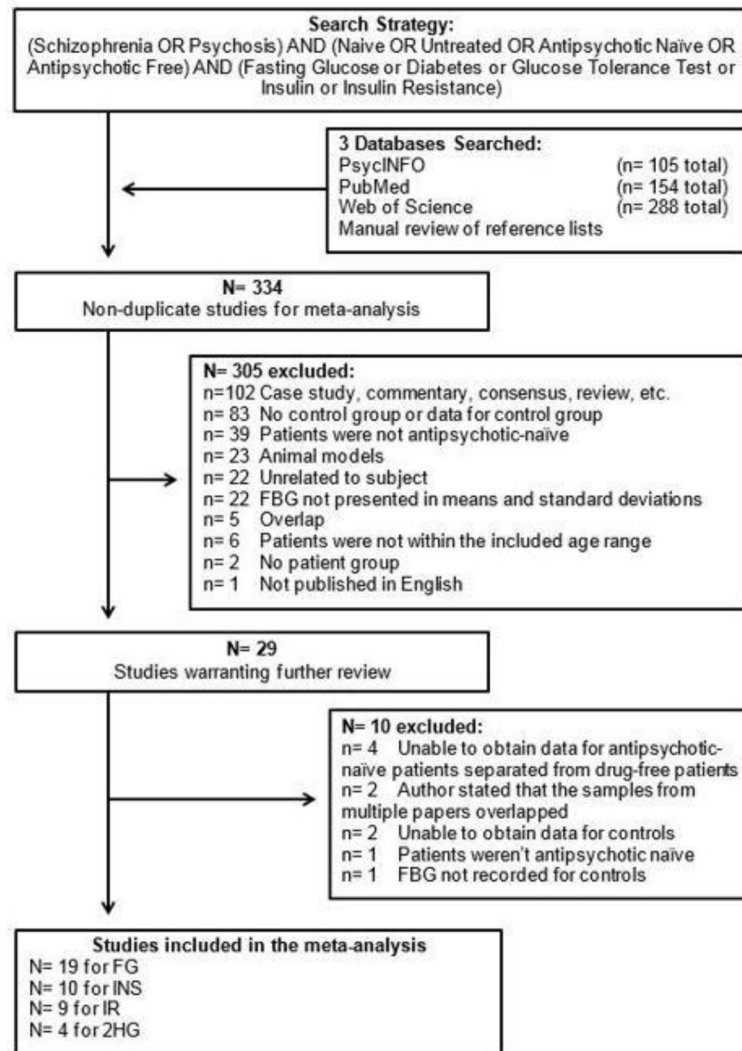 Search Strategy:
(Schizophrenia OR Psychosis) AND (Naive OR Untreated OR Antipsychotic Naïve OR
Antipsychotic Free) AND (Fasting Glucose or Diabetes or Glucose Tolerance Test or
Insulin or Insulin Resistance)
3 Databases Searched:
PsycINFO (n= 105 total)
PubMed (n= 154 total)
Web of Science (n= 288 total)
Manual review of reference lists
N= 334
Non-duplicate studies for meta-analysis
N= 305 excluded:
n=102 Case study, commentary, consensus, review, etc.
n= 83 No control group or data for control group
n= 39 Patients were not antipsychotic-naïve
n= 23 Animal models
n= 22 Unrelated to subject
n= 22 FBG not presented in means and standard deviations
n= 5 Overlap
n= 6 Patients were not within the included age range
n= 2 No patient group
n= 1 Not published in English
N= 29
Studies warranting further review
N= 10 excluded:
n= 4 Unable to obtain data for antipsychotic-
naïve patients separated from drug-free patients
n= 2 Author stated that the samples from
multiple papers overlapped
n= 2 Unable to obtain data for controls
n= 1 Patients weren't antipsychotic naïve
n= 1 FBG not recorded for controls
Studies included in the meta-analysis
N= 19 for FG
N= 10 for INS
N= 9 for IR
N= 4 for 2HG